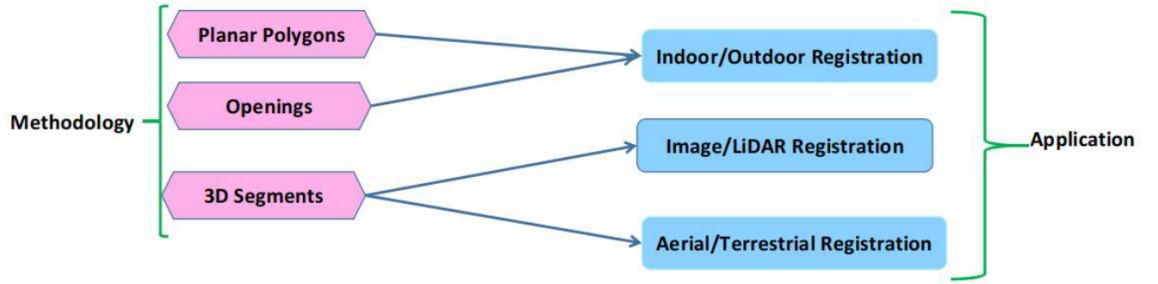 Planar Polygons
Indoor/Outdoor Registration
Openings
Methodology
Image/LiDAR Registration
Application
3D Segments
Aerial/Terrestrial Registration